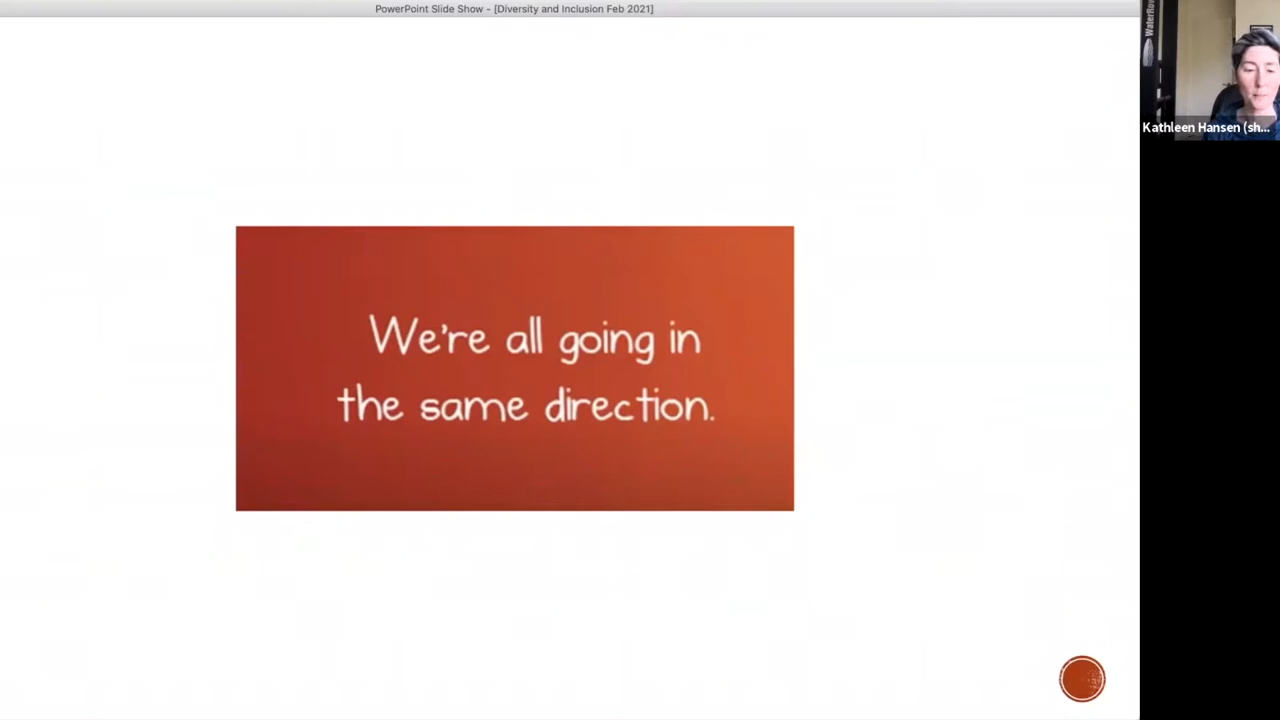 PowerPoint Slide Show - [Diversity and Inclusion Feb 2021]
WaterRow
Kathleen Hansen (sh...
We're all going in
the same direction.